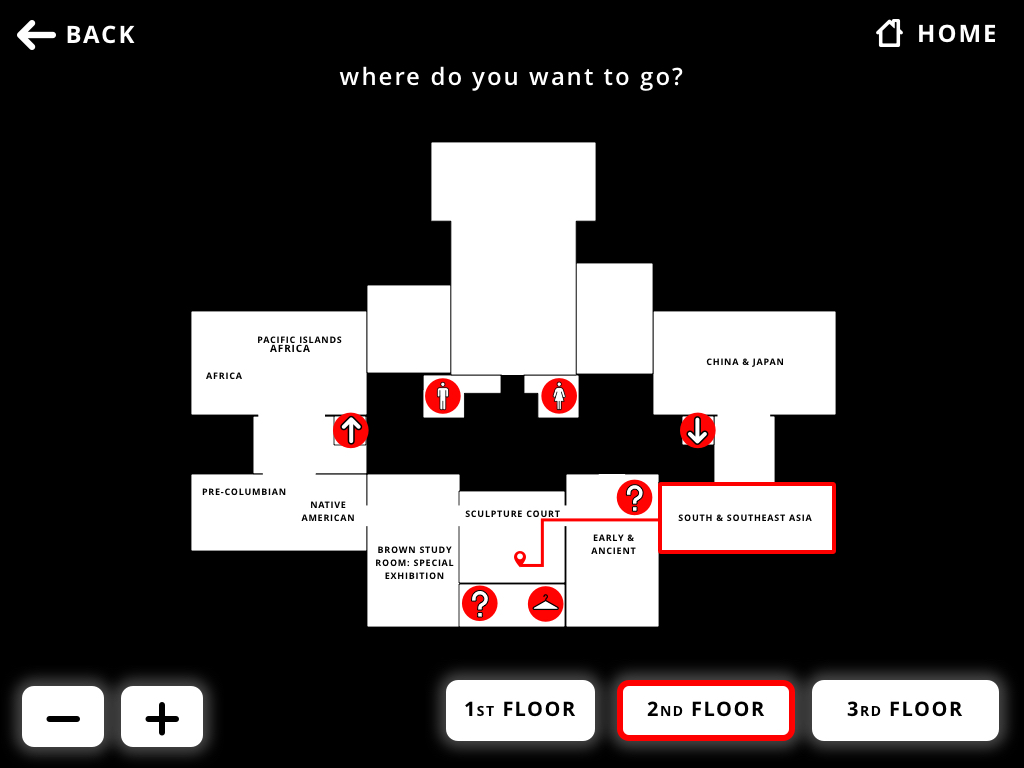 BACK
HOME
where do you want to go?
PACIFIC ISLANDS
AFRICA
AFRICA
CHINA & JAPAN
PRE-COLUMBIAN
NATIVE
AMERICAN
SCULPTURE COURT
SOUTH & SOUTHEAST ASIA
EARLY &
ANCIENT
BROWN STUDY
ROOM: SPECIAL
EXHIBITION
?
?
1ST FLOOR
2ND FLOOR
3RD FLOOR